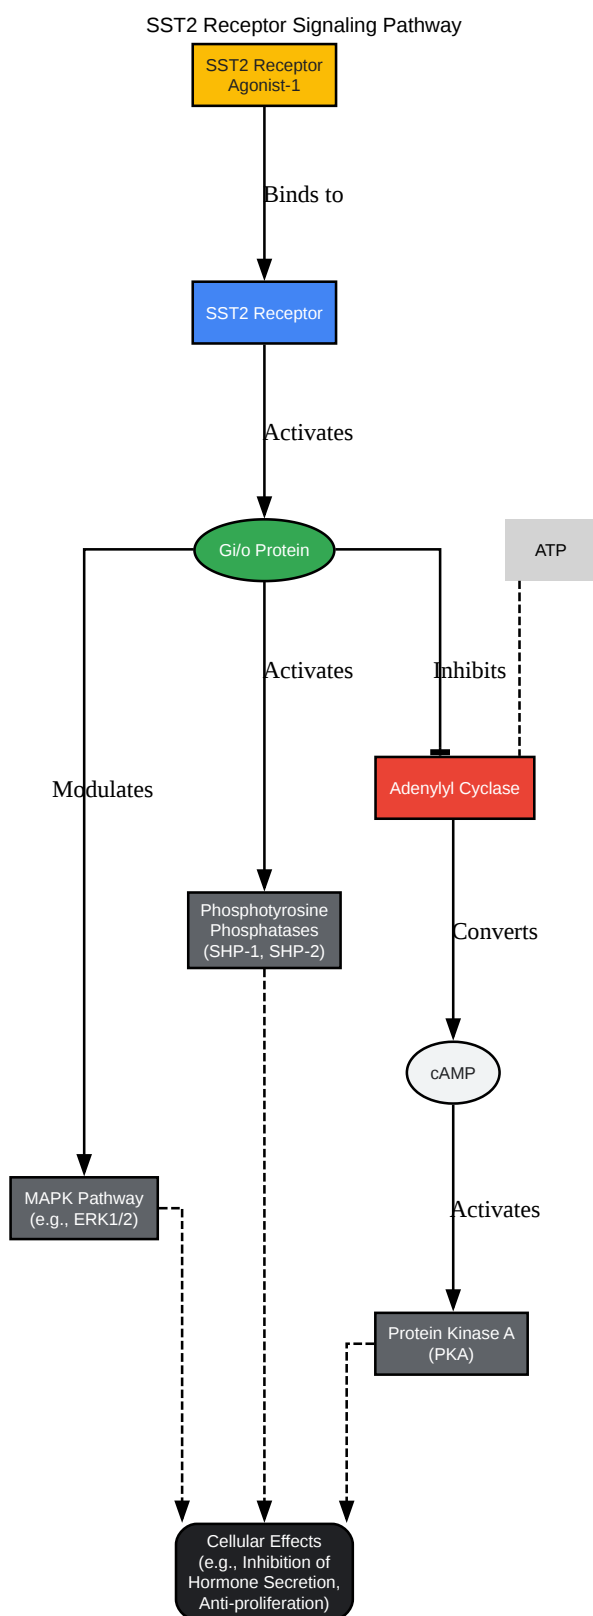 SST2 Receptor Signaling Pathway
SST2 Receptor
Agonist-1
Binds to
SST2 Receptor
Activates
Gi/o Protein
ATP
Activates
Inhibits
Modulates
Adenylyl Cyclase
Phosphotyrosine
Phosphatases
(SHP-1, SHP-2)
Converts
cAMP
MAPK Pathway
(e.g., ERK1/2)
Activates
Protein Kinase A
(PKA)
Cellular Effects
(e.g., Inhibition of
Hormone Secretion,
Anti-proliferation)